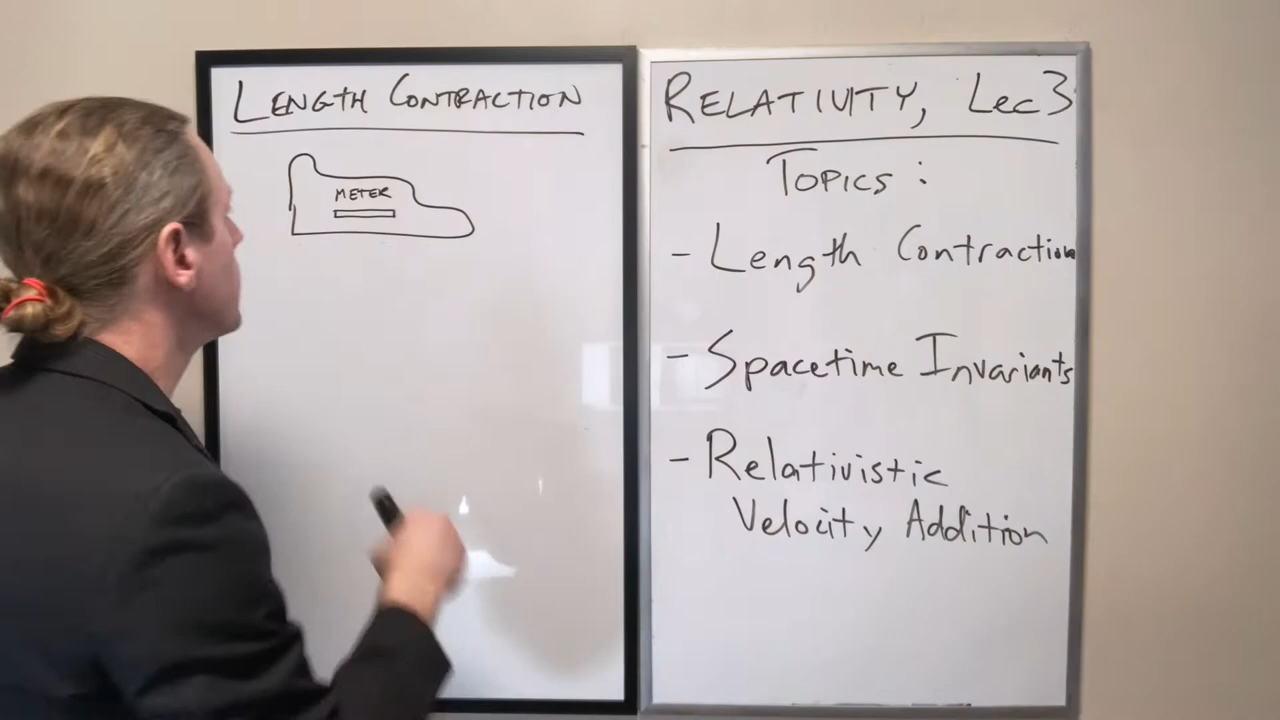 LENGTH CONTRACTION
METER
RELATIVITY, Lec 3
TOPICS :
- Length Contraction
- Spacetime Invariants
- Relativistic
Velocity Addition